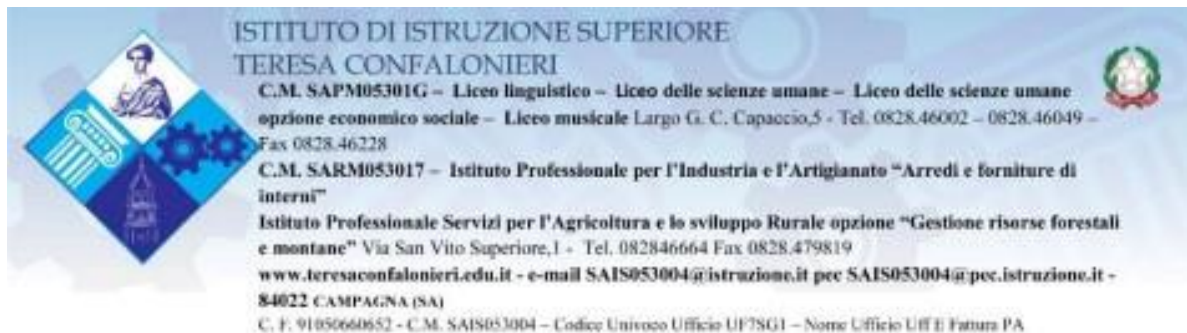 ISTITUTO DI ISTRUZIONE SUPERIORE
TERESA CONFALONIERI
C.M. SAPM05301G – Liceo linguistico – Liceo delle scienze umane – Liceo delle scienze umane
opzione economico sociale – Liceo musicale Largo G. C. Capaccio,5 - Tel. 0828.46002 – 0828.46049 –
Fax 0828.46228
C.M. SARM053017 – Istituto Professionale per l'Industria e l'Artigianato “Arredi e forniture di
interni”
Istituto Professionale Servizi per l'Agricoltura e lo sviluppo Rurale opzione “Gestione risorse forestali
e montane” Via San Vito Superiore,1 - Tel. 082846664 Fax 0828.479819
www.teresaconfalonieri.edu.it - e-mail SAIS053004@istruzione.it pec SAIS053004@pec.istruzione.it -
84022 CAMPAGNA (SA)
C. F. 91050660652 - C.M. SAIS053004 – Codice Univoco Ufficio UF7SG1 – Nome Ufficio Uff E Fattura PA